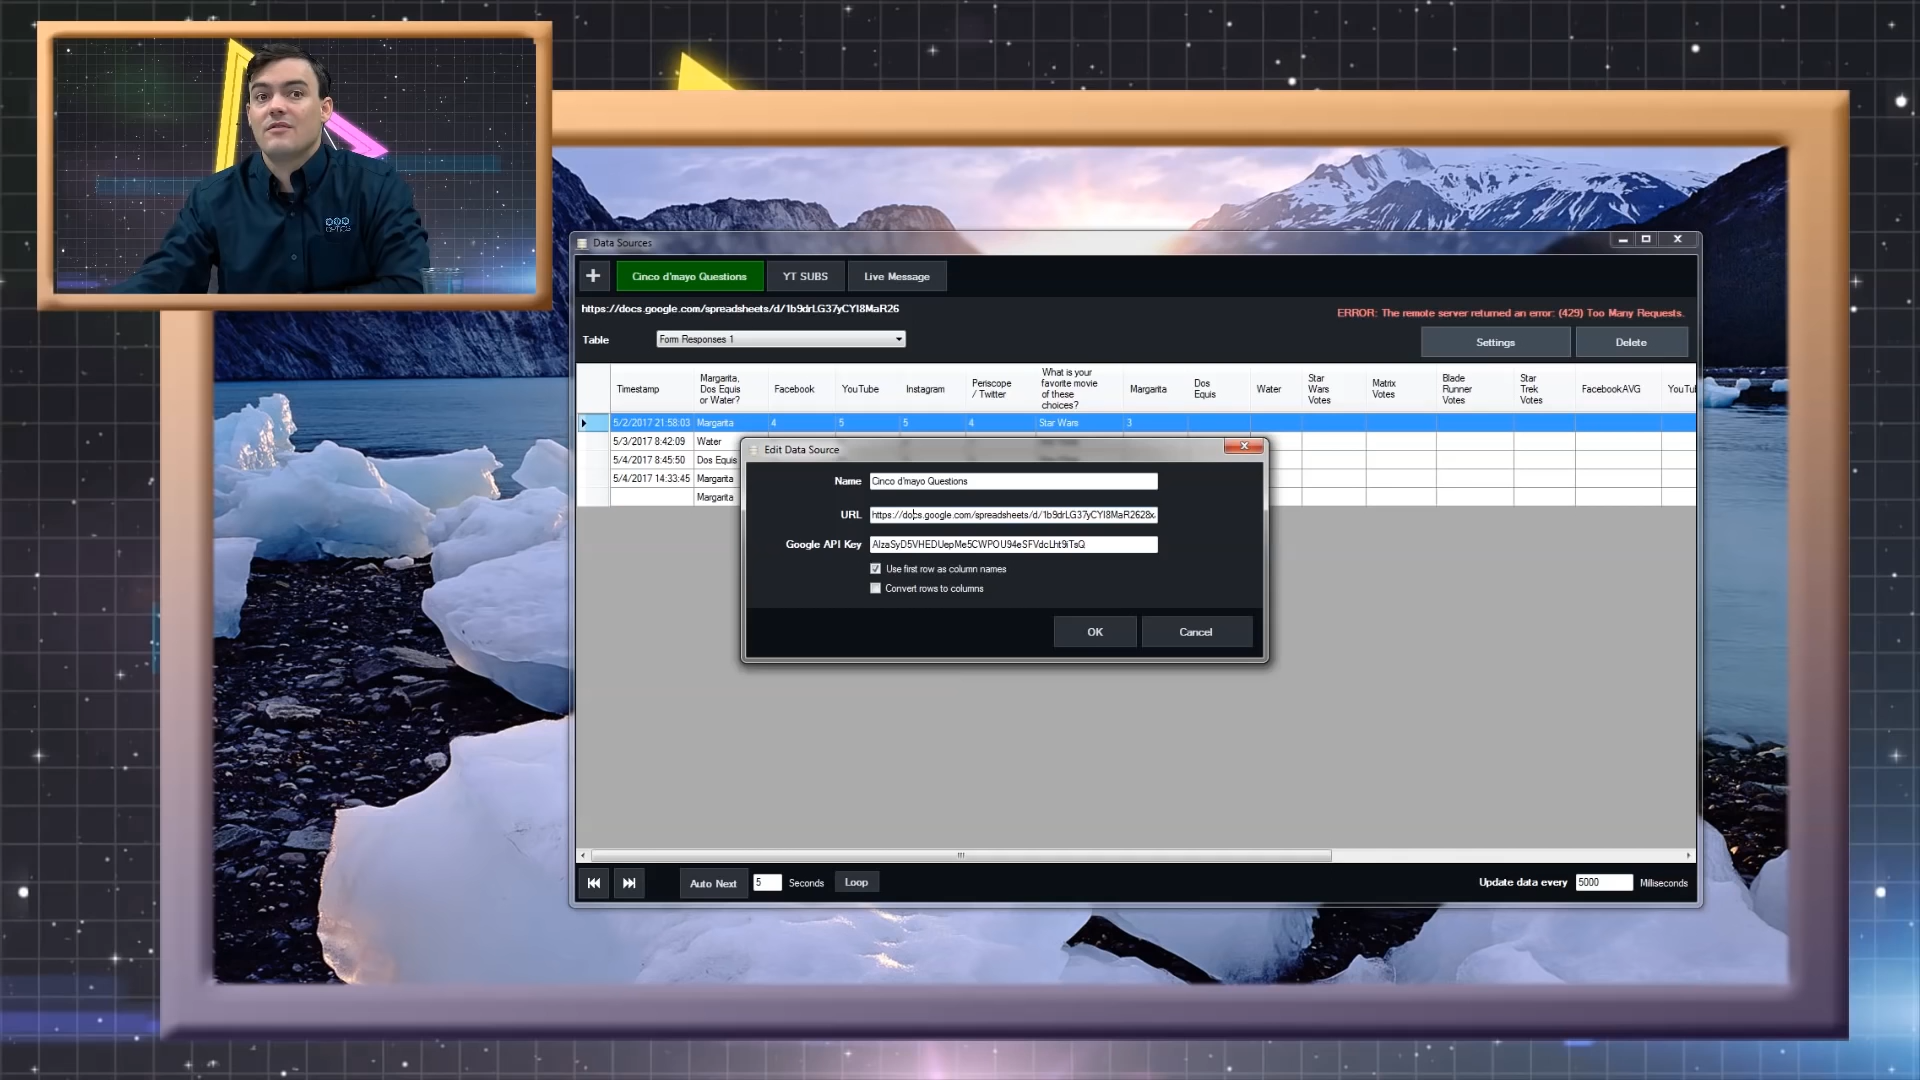 Data Sources
Cinco d'mayo Questions YT SUBS Live Message
https://docs.google.com/spreadsheets/d/1b9drLG37yCYI8MaR26
ERROR: The remote server returned an error: (429) Too Many Requests.
Table Form Responses 1 Settings Delete
Timestamp Margarita, Dos Equis or Water? Facebook YouTube Instagram Periscope / Twitter What is your favorite movie of these choices? Margarita Dos Equis Water Star Wars Votes Matrix Votes Blade Runner Votes Star Trek Votes FacebookAVG YouTu
5/2/2017 21:58:03 Margarita 4 5 5 4 Star Wars 3
5/3/2017 8:42:09 Water
5/4/2017 8:45:50 Dos Equis
5/4/2017 14:33:45 Margarita
Margarita
Edit Data Source
Name Cinco d'mayo Questions
URL https://docs.google.com/spreadsheets/d/1b9drLG37yCYI8MaR2628x
Google API Key AIzaSyD5VHEDUepMe5CWPOU94eSFVdcLht9iTsQ
Use first row as column names
Convert rows to columns
OK Cancel
Auto Next 5 Seconds Loop Update data every 5000 Milliseconds
OPTICS